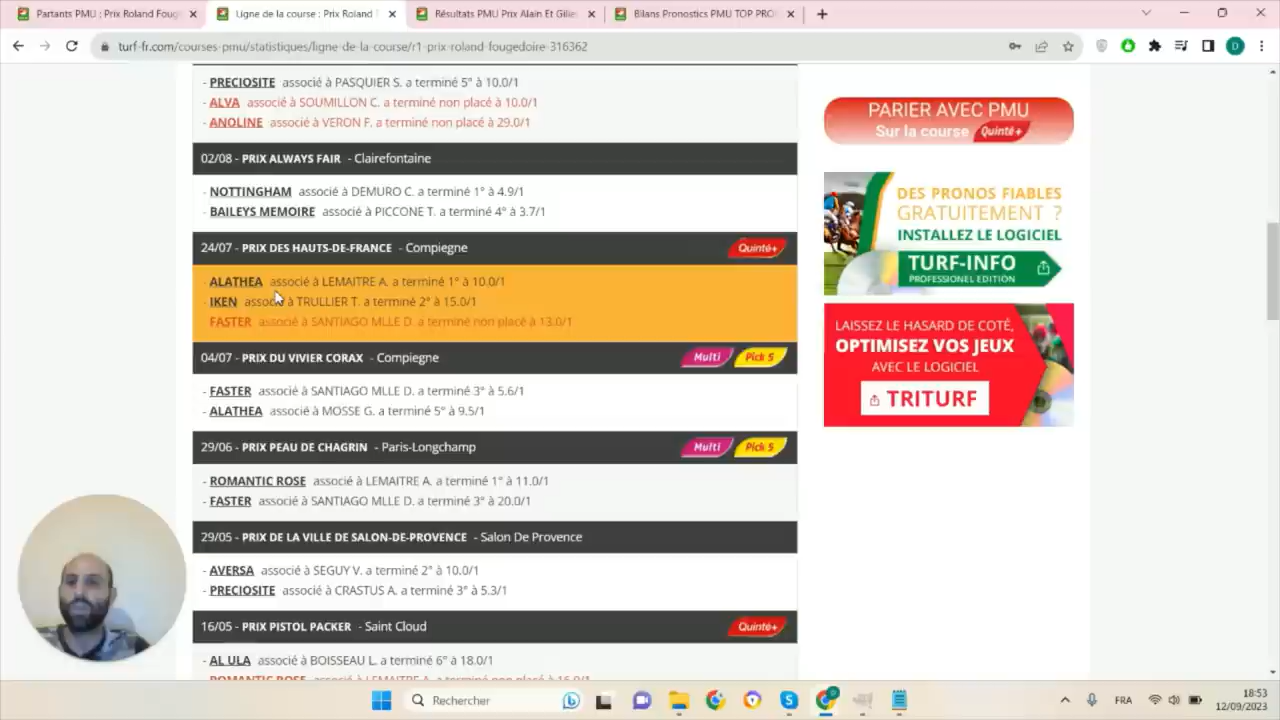 Partants PMU ; Prix Roland Foug
Ligne de la course : Prix Roland
Résultats PMU Prix Alain Et Gilles
Bilans Pronostics PMU TOP PRO
turf-fr.com/courses-pmu/statistiques/ligne-de-la-course/r1-prix-roland-fougedoire-316362
D
- PRECIOSITE associé à PASQUIER S. a terminé 5° à 10.0/1
- ALVA associé à SOUMILLON C. a terminé non placé à 10.0/1
- ANOLINE associé à VERON F. a terminé non placé à 29.0/1
02/08 - PRIX ALWAYS FAIR - Clairefontaine
- NOTTINGHAM associé à DEMURO C. a terminé 1° à 4.9/1
- BAILEYS MEMOIRE associé à PICCONE T. a terminé 4° à 3.7/1
24/07 - PRIX DES HAUTS-DE-FRANCE - Compiegne Quinté+
- ALATHEA associé à LEMAITRE A. a terminé 1° à 10.0/1
- IKEN associé à TRULLIER T. a terminé 2° à 15.0/1
- FASTER associé à SANTIAGO MLLE D. a terminé non placé à 13.0/1
04/07 - PRIX DU VIVIER CORAX - Compiegne Multi Pick 5
- FASTER associé à SANTIAGO MLLE D. a terminé 3° à 5.6/1
- ALATHEA associé à MOSSE G. a terminé 5° à 9.5/1
29/06 - PRIX PEAU DE CHAGRIN - Paris-Longchamp Multi Pick 5
- ROMANTIC ROSE associé à LEMAITRE A. a terminé 1° à 11.0/1
- FASTER associé à SANTIAGO MLLE D. a terminé 3° à 20.0/1
29/05 - PRIX DE LA VILLE DE SALON-DE-PROVENCE - Salon De Provence
- AVERSA associé à SEGUY V. a terminé 2° à 10.0/1
- PRECIOSITE associé à CRASTUS A. a terminé 3° à 5.3/1
16/05 - PRIX PISTOL PACKER - Saint Cloud Quinté+
- AL ULA associé à BOISSEAU L. a terminé 6° à 18.0/1
- ROMANTIC ROSE associé à LEMAITRE A. a terminé non placé à 16.0/1
PARIER AVEC PMU
Sur la course Quinté+
DES PRONOS FIABLES
GRATUITEMENT ?
INSTALLEZ LE LOGICIEL
TURF-INFO
PROFESSIONEL EDITION
LAISSEZ LE HASARD DE COTÉ,
OPTIMISEZ VOS JEUX
AVEC LE LOGICIEL
TRITURF
Rechercher
FRA
18:53
12/09/2023